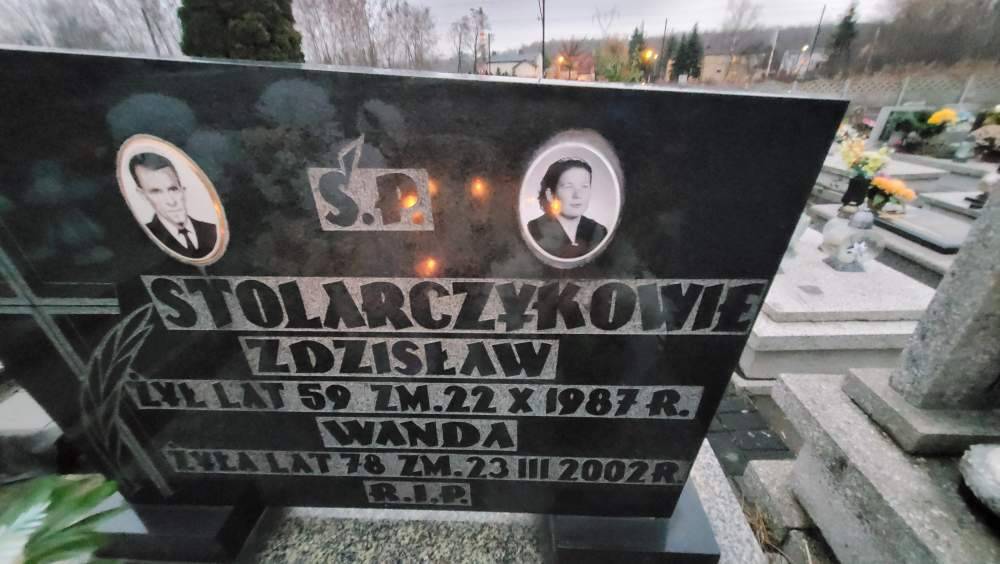 Ś.P.
STOLARCZYKOWIE
ZDZISŁAW
ŻYŁ LAT 59 ZM. 22 X 1987 R.
WANDA
ŻYŁA LAT 78 ZM. 23 III 2002 R.
R.I.P.